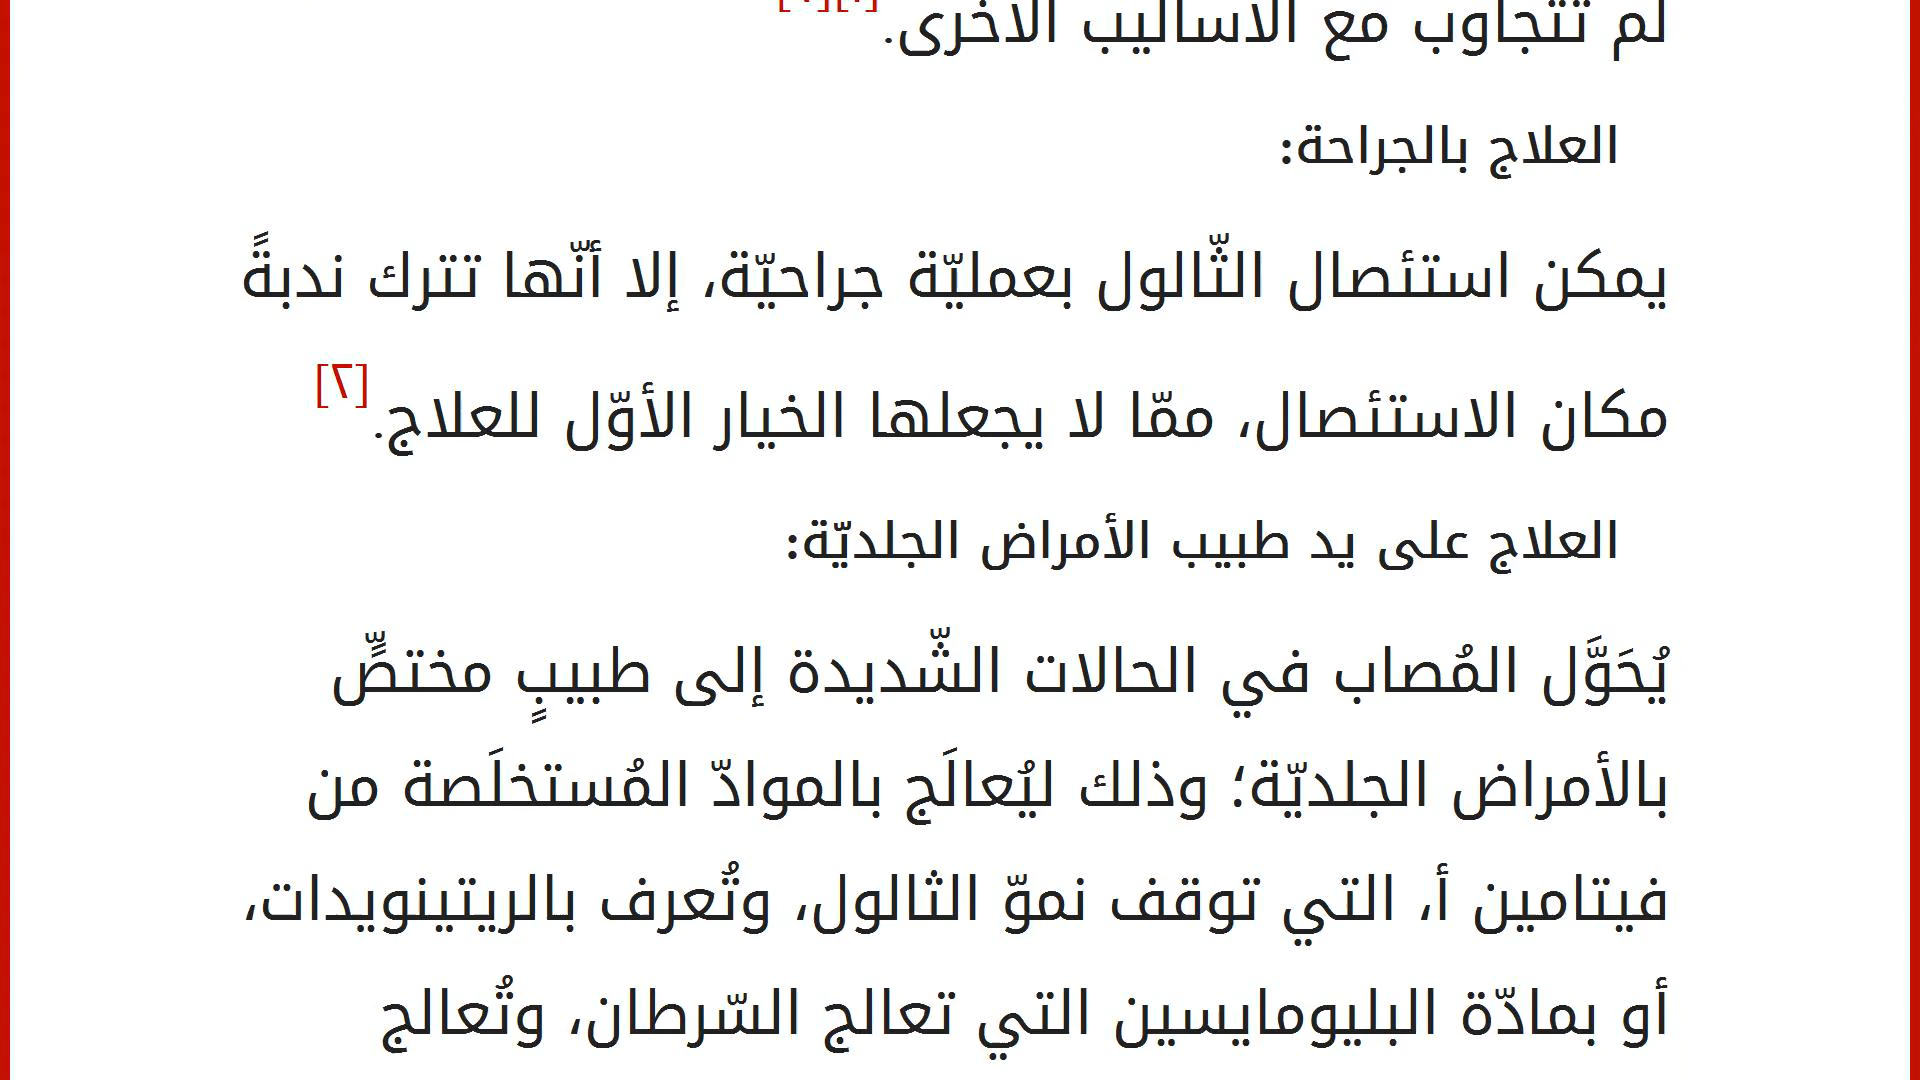 لم تتجاوب مع الأساليب الأخرى.
العلاج بالجراحة:
يمكن استئصال الثّالول بعمليّة جراحيّة، إلا أنّها تترك ندبةً
مكان الاستئصال، ممّا لا يجعلها الخيار الأوّل للعلاج.[٢]
العلاج على يد طبيب الأمراض الجلديّة:
يُحَوَّل المُصاب في الحالات الشّديدة إلى طبيبٍ مختصٍّ
بالأمراض الجلديّة؛ وذلك ليُعالَج بالموادّ المُستخلَصة من
فيتامين أ، التي توقف نموّ الثالول، وتُعرف بالريتينويدات،
أو بمادّة البليومايسين التي تعالج السّرطان، وتُعالج